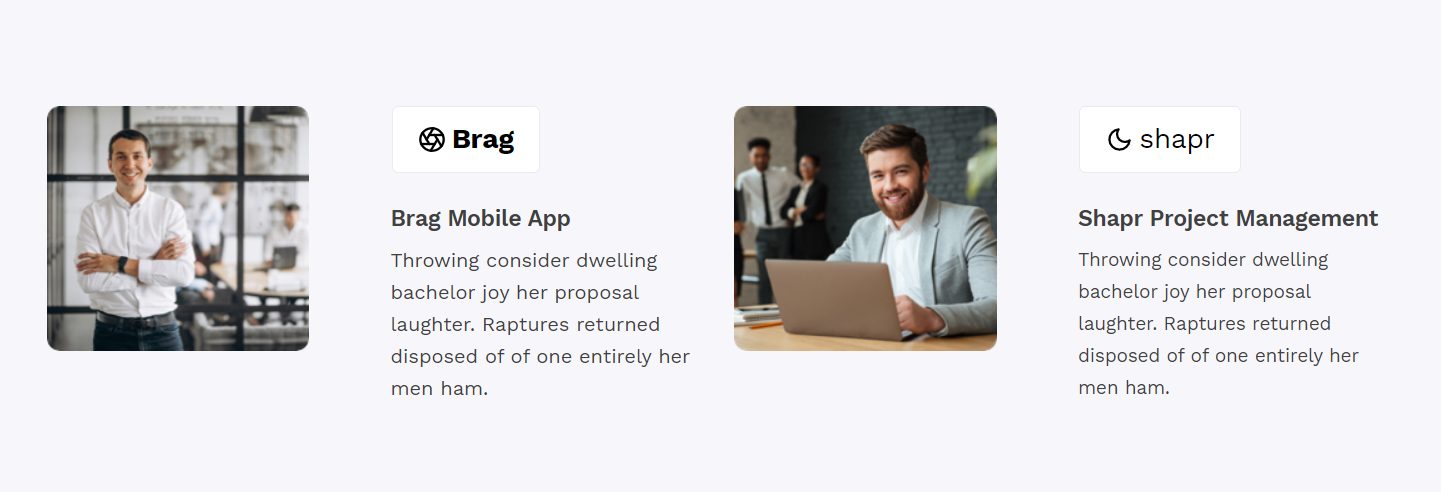 Brag
Brag Mobile App
Throwing consider dwelling
bachelor joy her proposal
laughter. Raptures returned
disposed of of one entirely her
men ham.
shapr
Shapr Project Management
Throwing consider dwelling
bachelor joy her proposal
laughter. Raptures returned
disposed of of one entirely her
men ham.